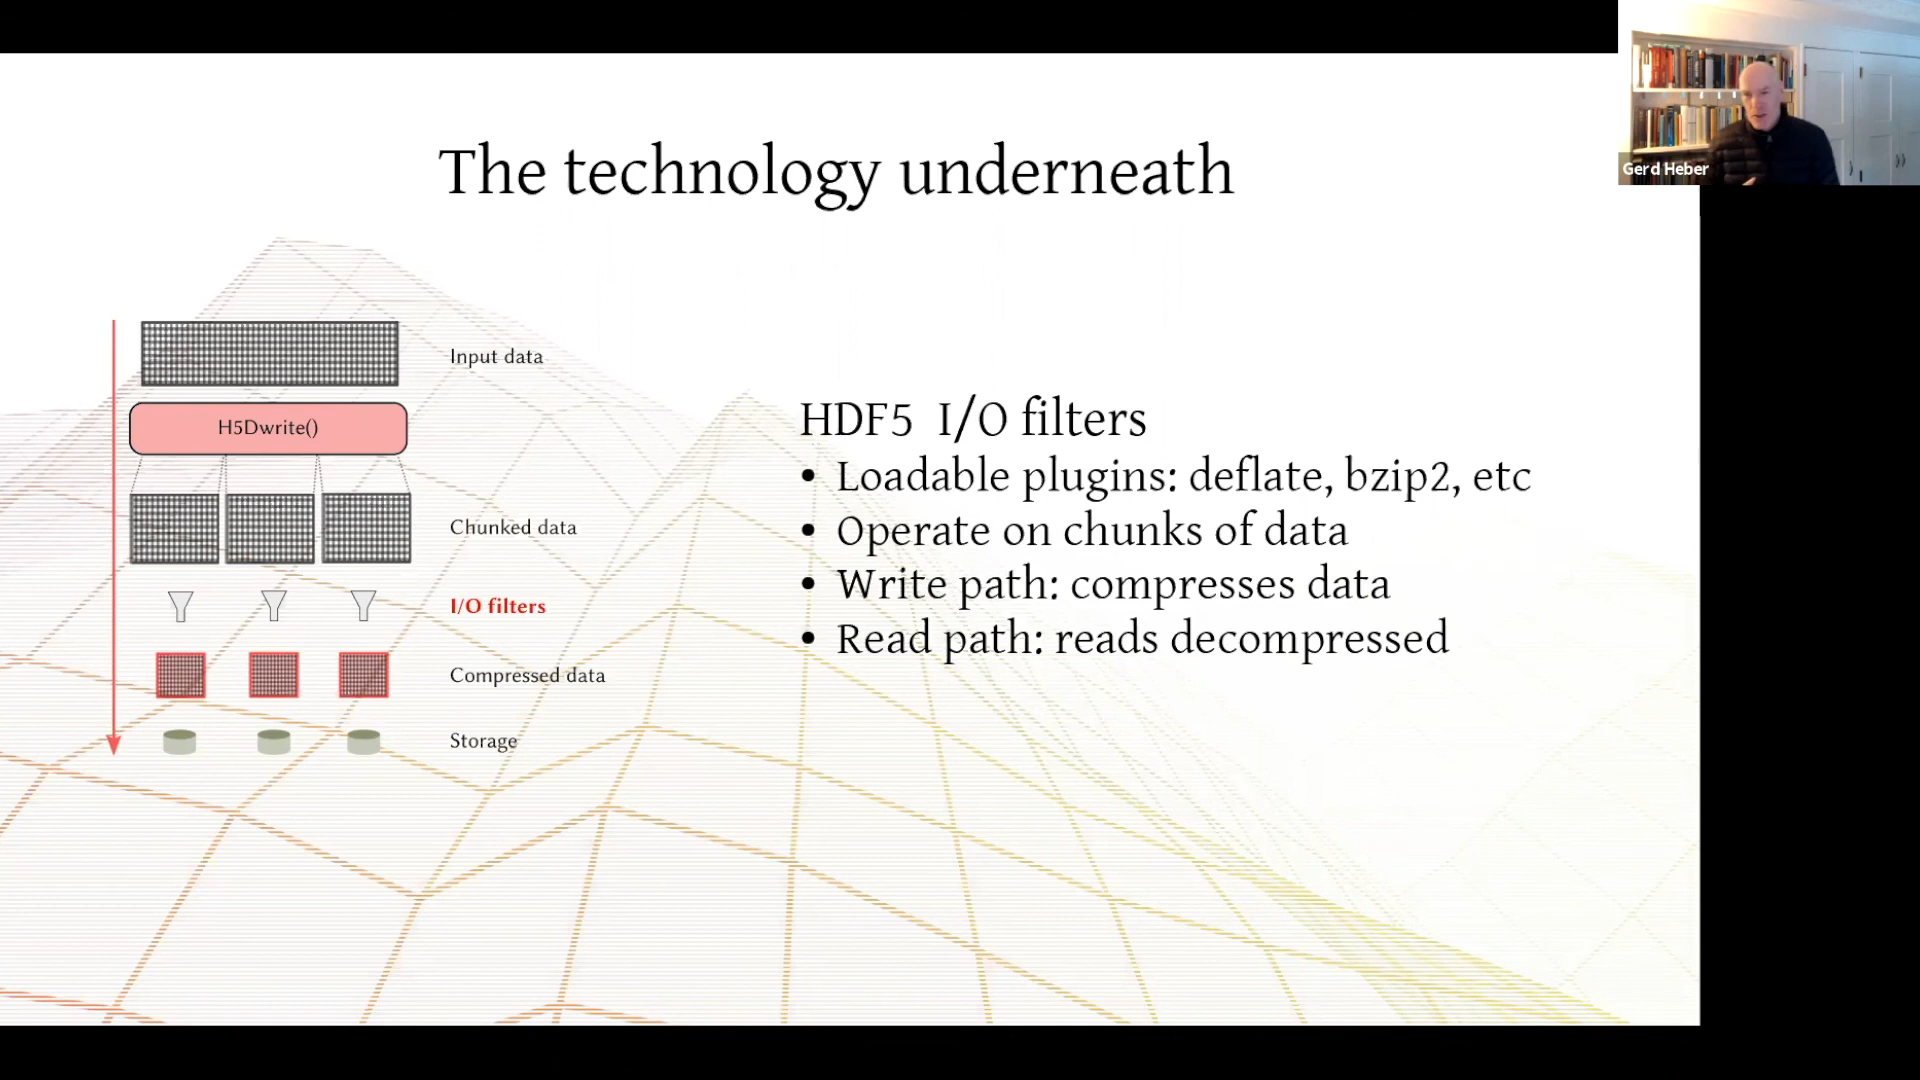 Gerd Heber
The technology underneath
Input data
H5Dwrite()
Chunked data
I/O filters
Compressed data
Storage
HDF5 I/O filters
• Loadable plugins: deflate, bzip2, etc
• Operate on chunks of data
• Write path: compresses data
• Read path: reads decompressed